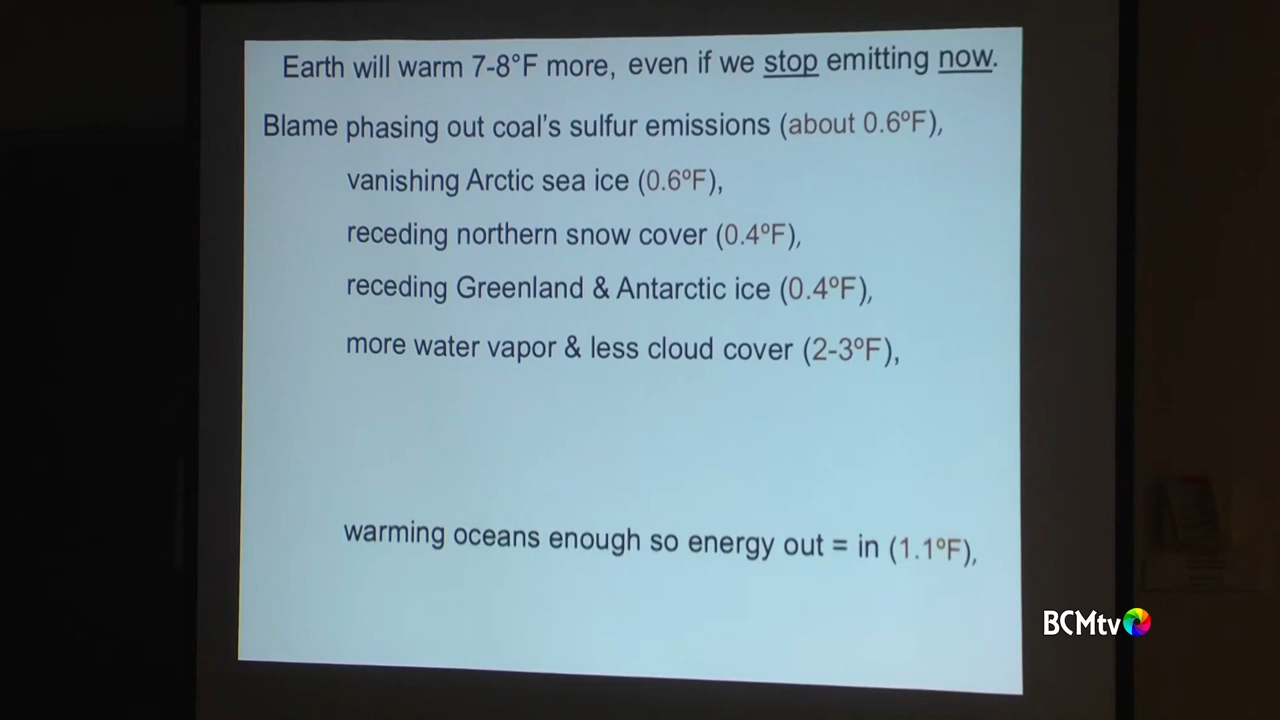 Earth will warm 7-8°F more, even if we stop emitting now.
Blame phasing out coal's sulfur emissions (about 0.6ºF),
vanishing Arctic sea ice (0.6ºF),
receding northern snow cover (0.4ºF),
receding Greenland & Antarctic ice (0.4ºF),
more water vapor & less cloud cover (2-3ºF),
warming oceans enough so energy out = in (1.1ºF),
BCMtv